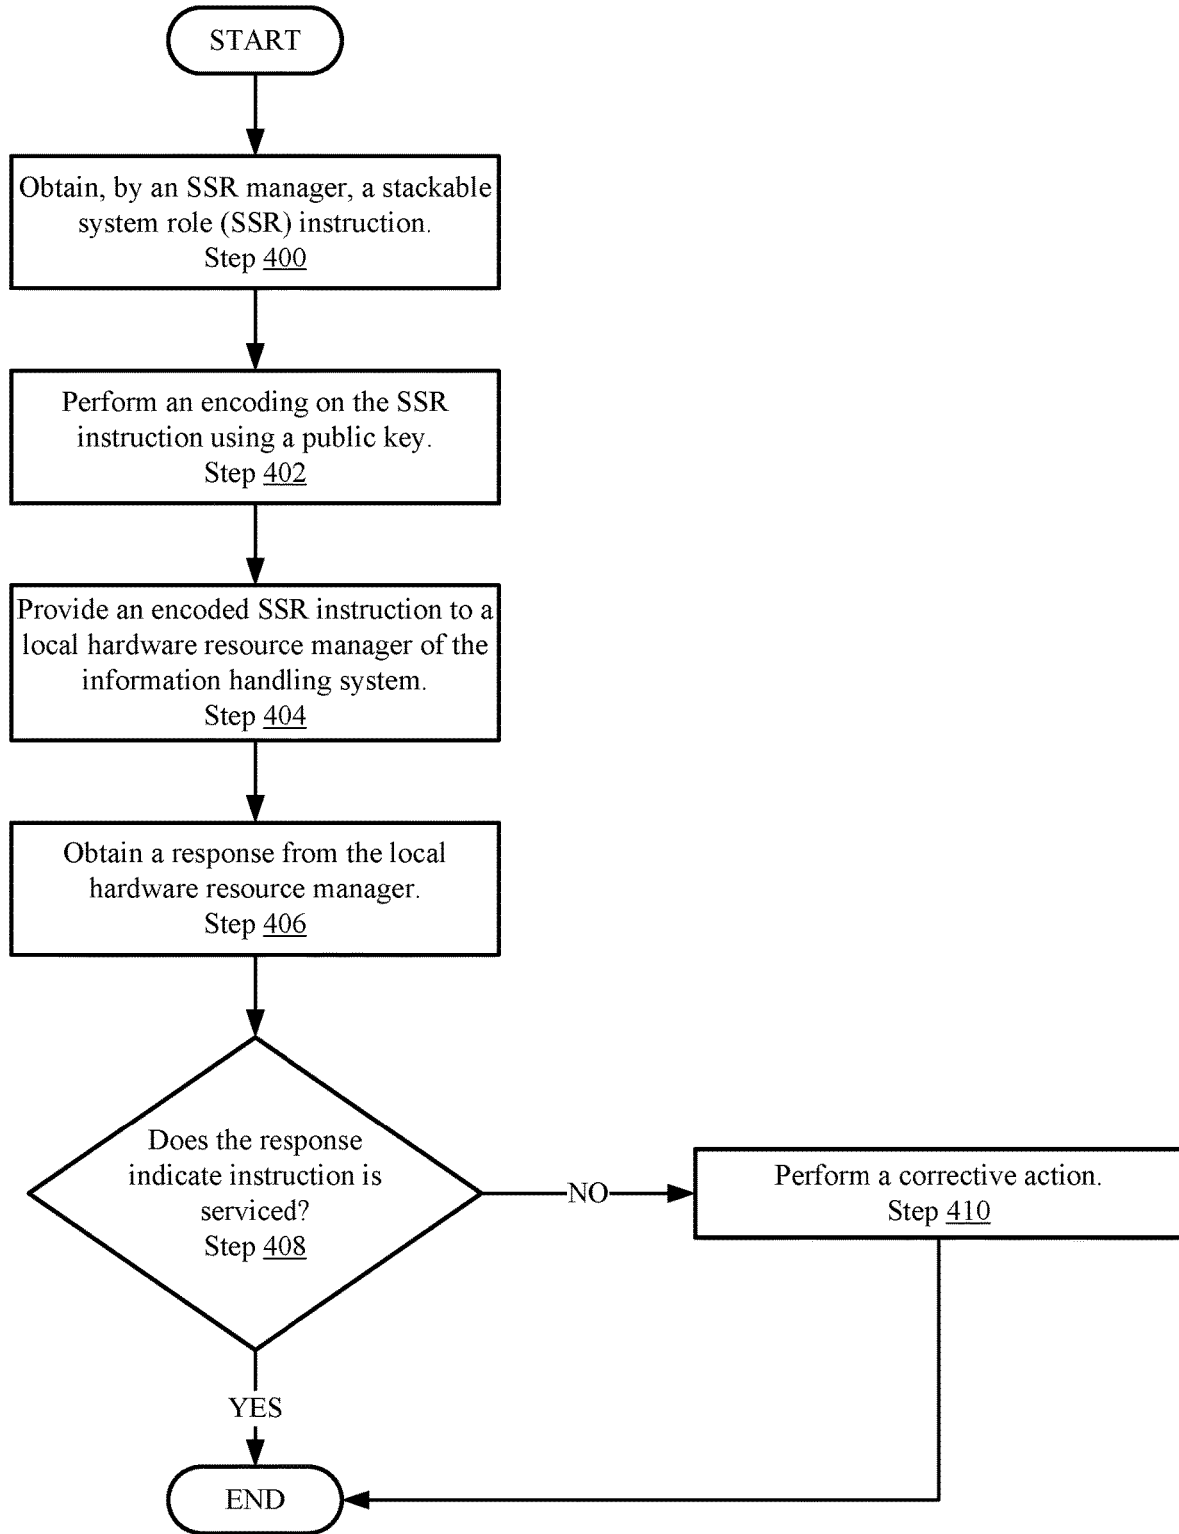 START
Obtain, by an SSR manager, a stackable
system role (SSR) instruction.
Step 400
Perform an encoding on the SSR
instruction using a public key.
Step 402
Provide an encoded SSR instruction to a
local hardware resource manager of the
information handling system.
Step 404
Obtain a response from the local
hardware resource manager.
Step 406
Does the response
indicate instruction is
serviced?
Step 408
NO
Perform a corrective action.
Step 410
YES
END